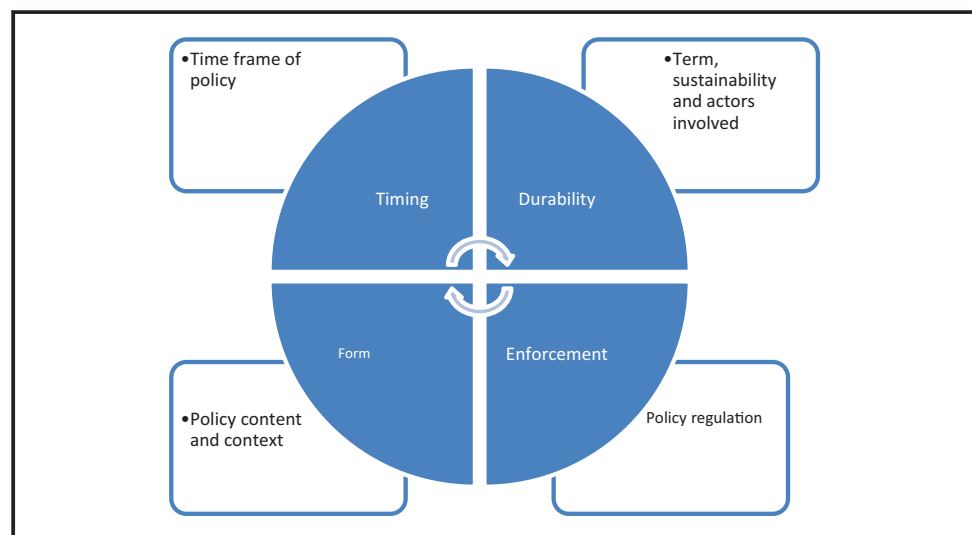 •Time frame of
policy
•Term,
sustainability
and actors
involved
Timing
Durability
Form
Enforcement
•Policy content
and context
Policy regulation